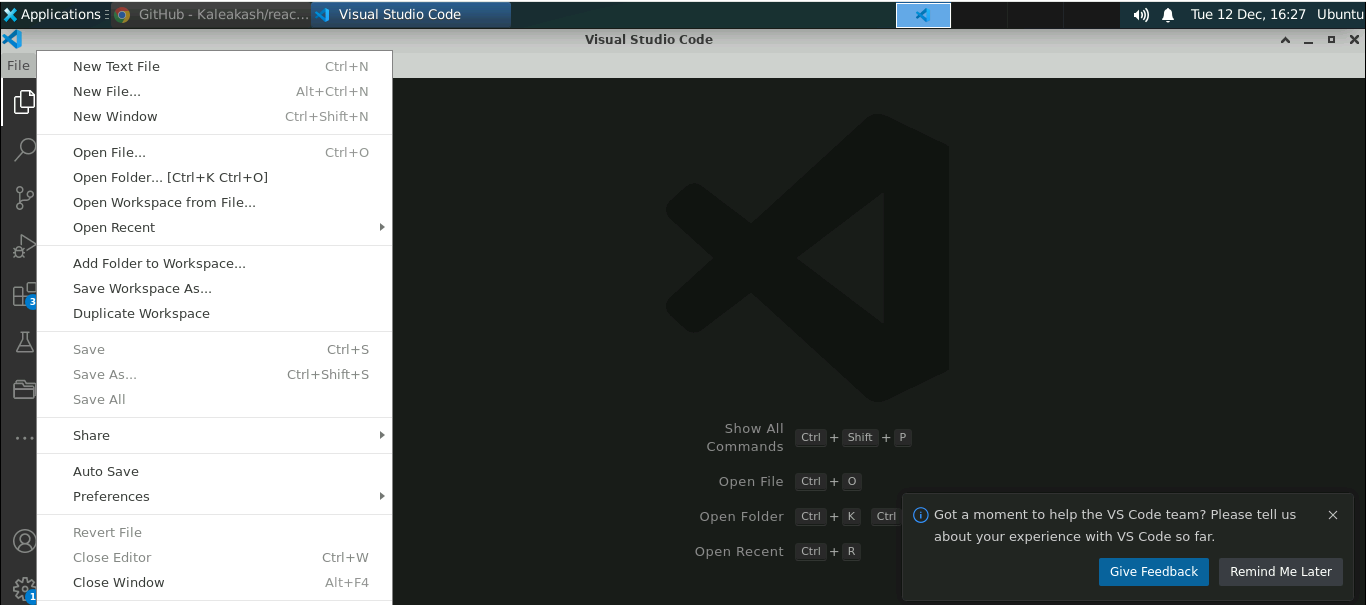 Applications
GitHub - Kaleakash/reac...
Visual Studio Code
Tue 12 Dec, 16:27
Ubuntu
Visual Studio Code
File
New Text File Ctrl+N
New File... Alt+Ctrl+N
New Window Ctrl+Shift+N
Open File... Ctrl+O
Open Folder... [Ctrl+K Ctrl+O]
Open Workspace from File...
Open Recent
Add Folder to Workspace...
Save Workspace As...
Duplicate Workspace
Save Ctrl+S
Save As... Ctrl+Shift+S
Save All
Share
Auto Save
Preferences
Revert File
Close Editor Ctrl+W
Close Window Alt+F4
3
1
Show All
Commands Ctrl + Shift + P
Open File Ctrl + O
Open Folder Ctrl + K Ctrl
Open Recent Ctrl + R
Got a moment to help the VS Code team? Please tell us
about your experience with VS Code so far.
Give Feedback Remind Me Later